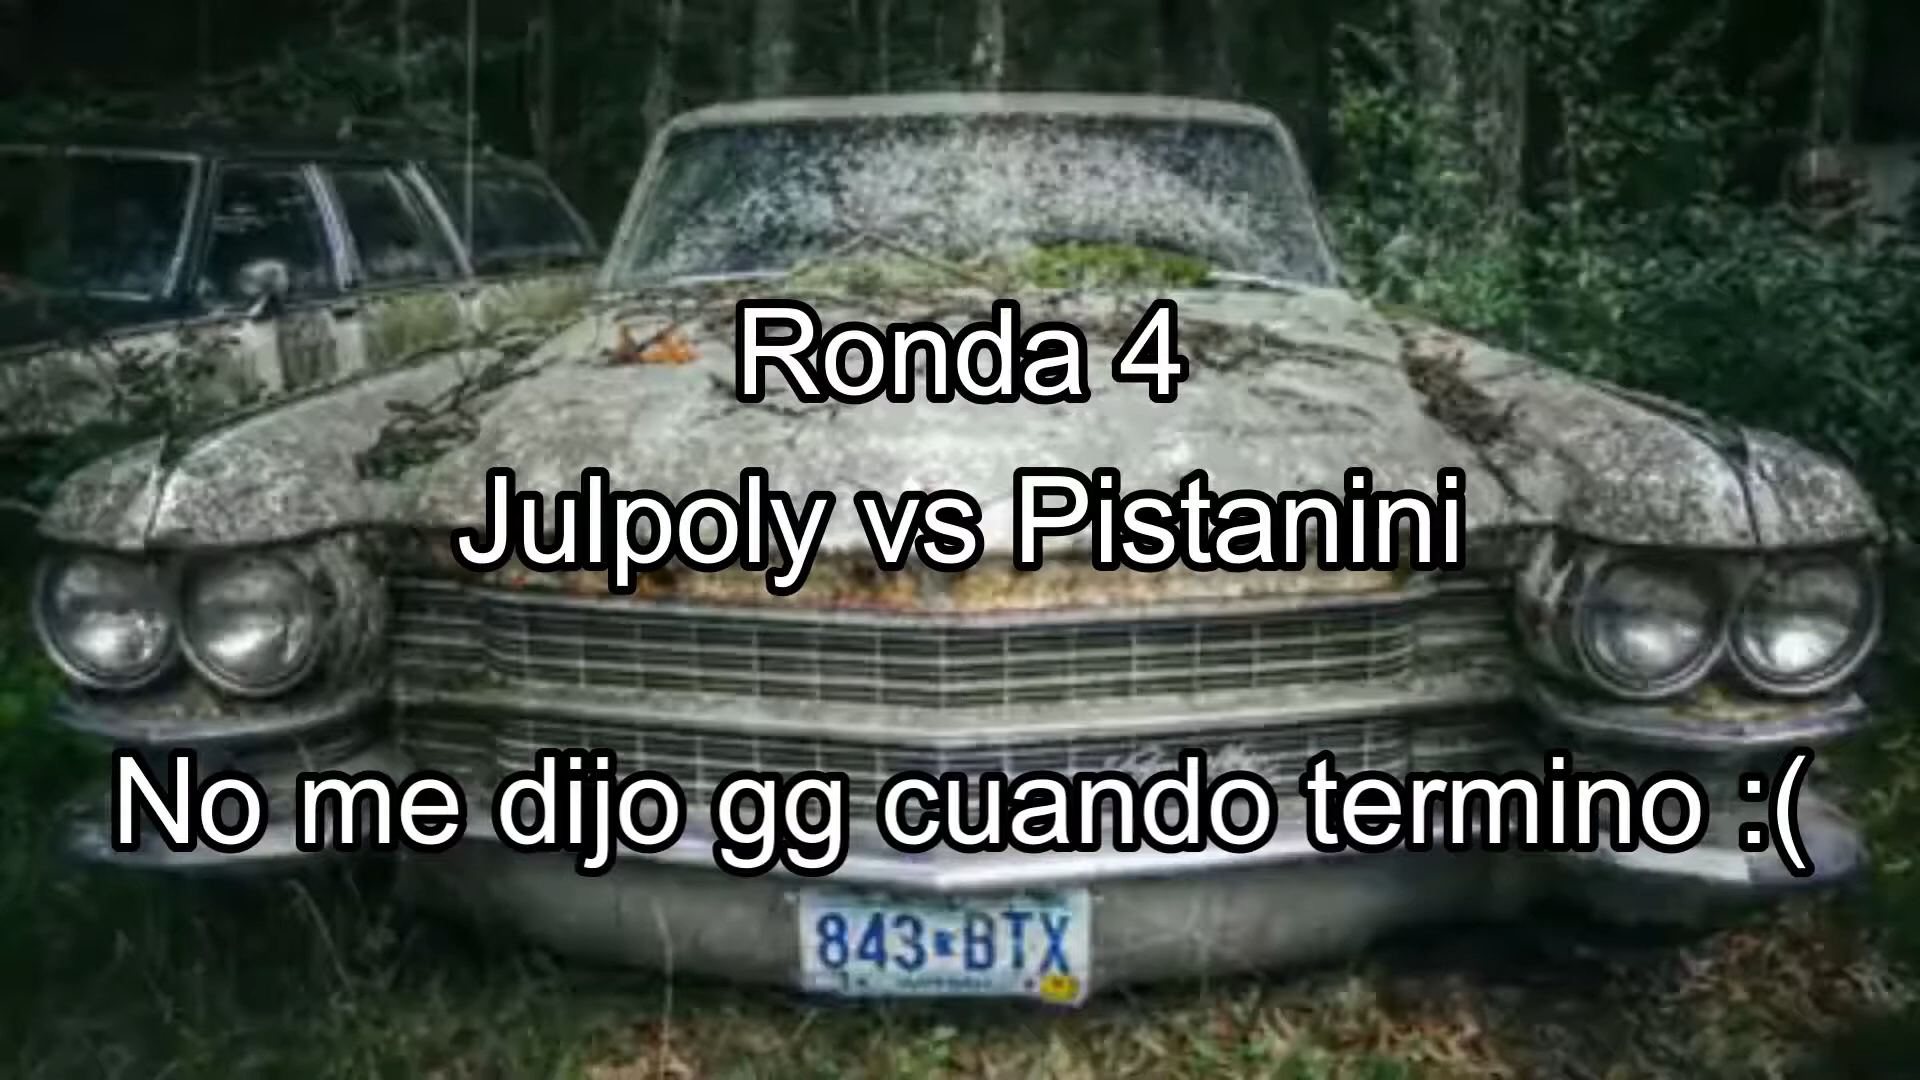 Ronda 4
Julpoly vs Pistanini
No me dijo gg cuando termino :(
843 BTX